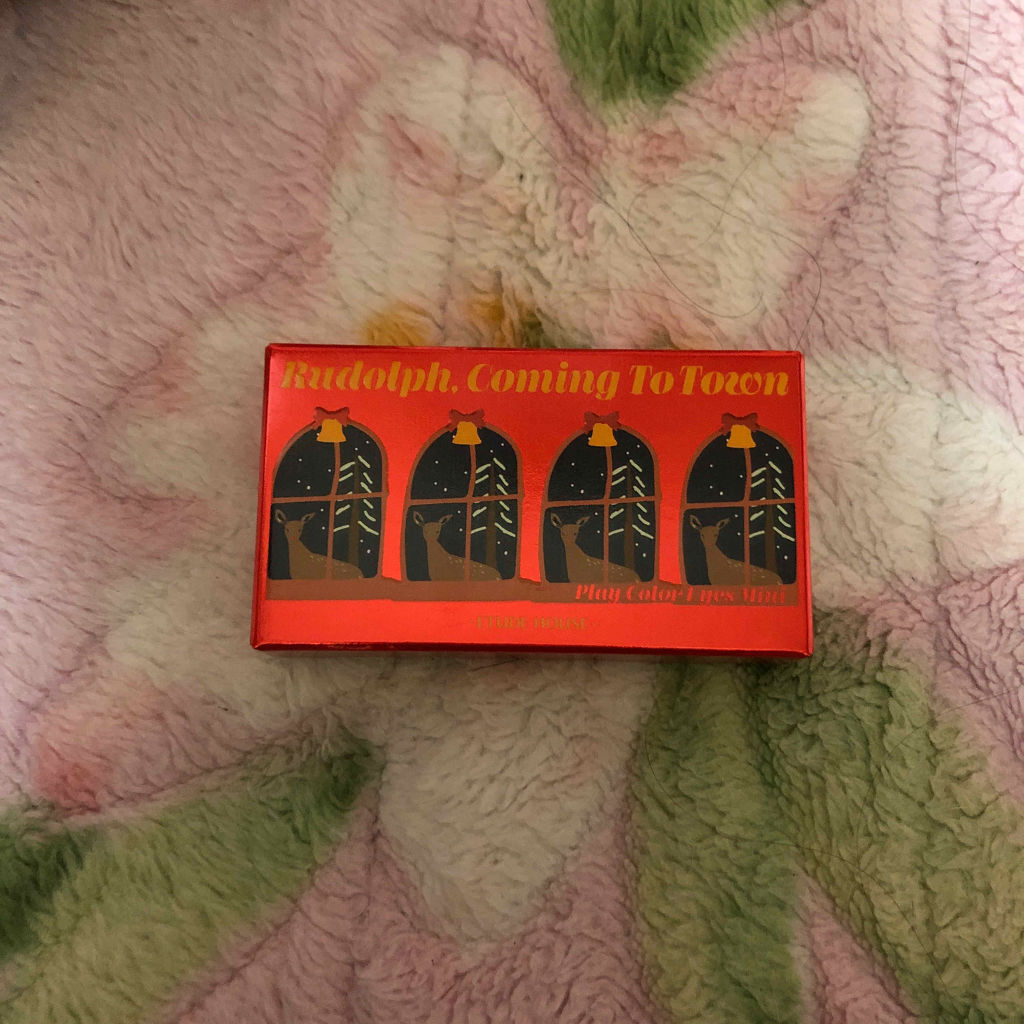 Rudolph, Coming To Town
Play Color Eyes Mini
ETUDE HOUSE